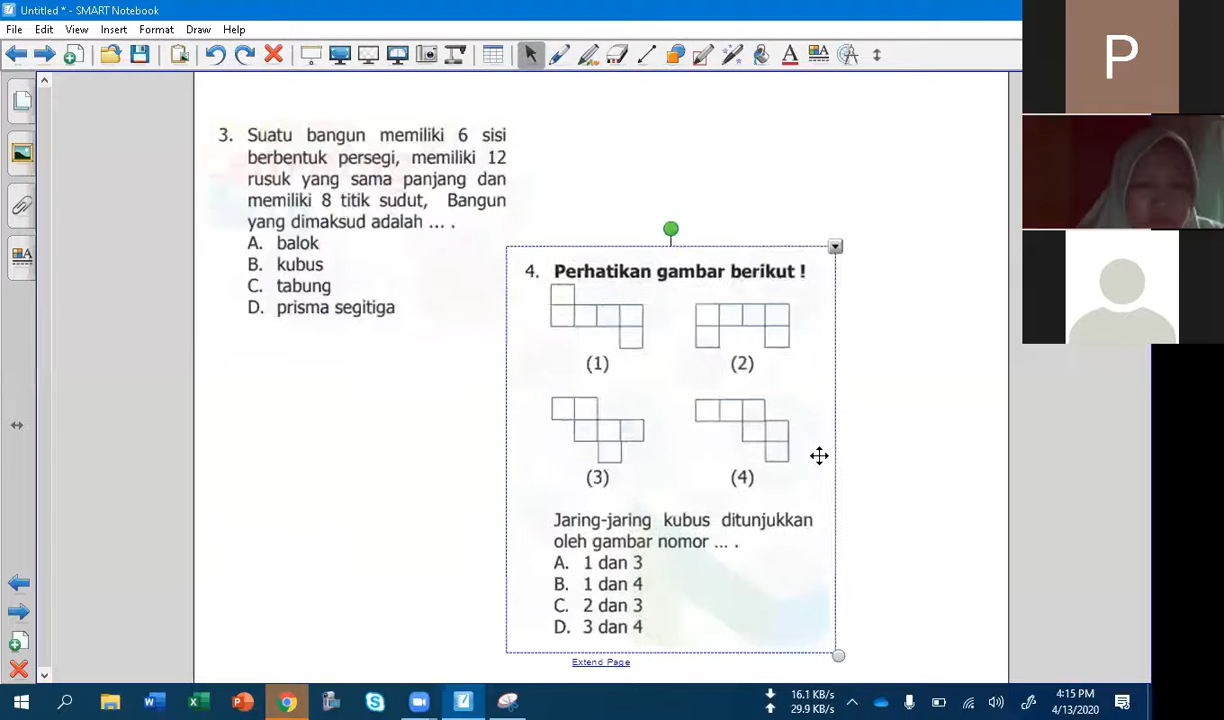 Untitled * - SMART Notebook
File Edit View Insert Format Draw Help
P
3. Suatu bangun memiliki 6 sisi
berbentuk persegi, memiliki 12
rusuk yang sama panjang dan
memiliki 8 titik sudut, Bangun
yang dimaksud adalah ... .
A. balok
B. kubus
C. tabung
D. prisma segitiga
4. Perhatikan gambar berikut !
(1) (2)
(3) (4)
Jaring-jaring kubus ditunjukkan
oleh gambar nomor ... .
A. 1 dan 3
B. 1 dan 4
C. 2 dan 3
D. 3 dan 4
Extend Page
16.1 KB/s
29.9 KB/s
4:15 PM
4/13/2020